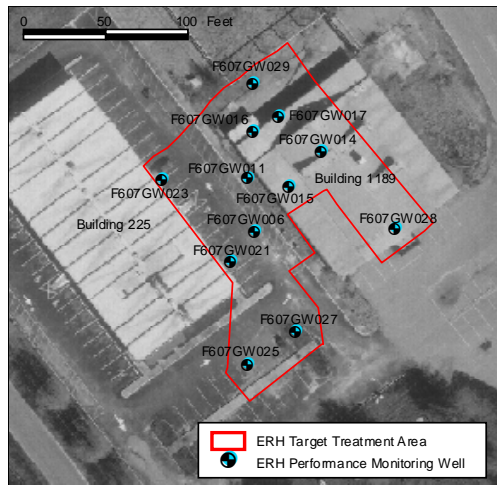 0 50 100 Feet
F607GW029
F607GW017
F607GW016
F607GW014
F607GW011
Building 1189
F607GW023
F607GW015
Building 225
F607GW006
F607GW028
F607GW021
F607GW027
F607GW025
ERH Target Treatment Area
ERH Performance Monitoring Well